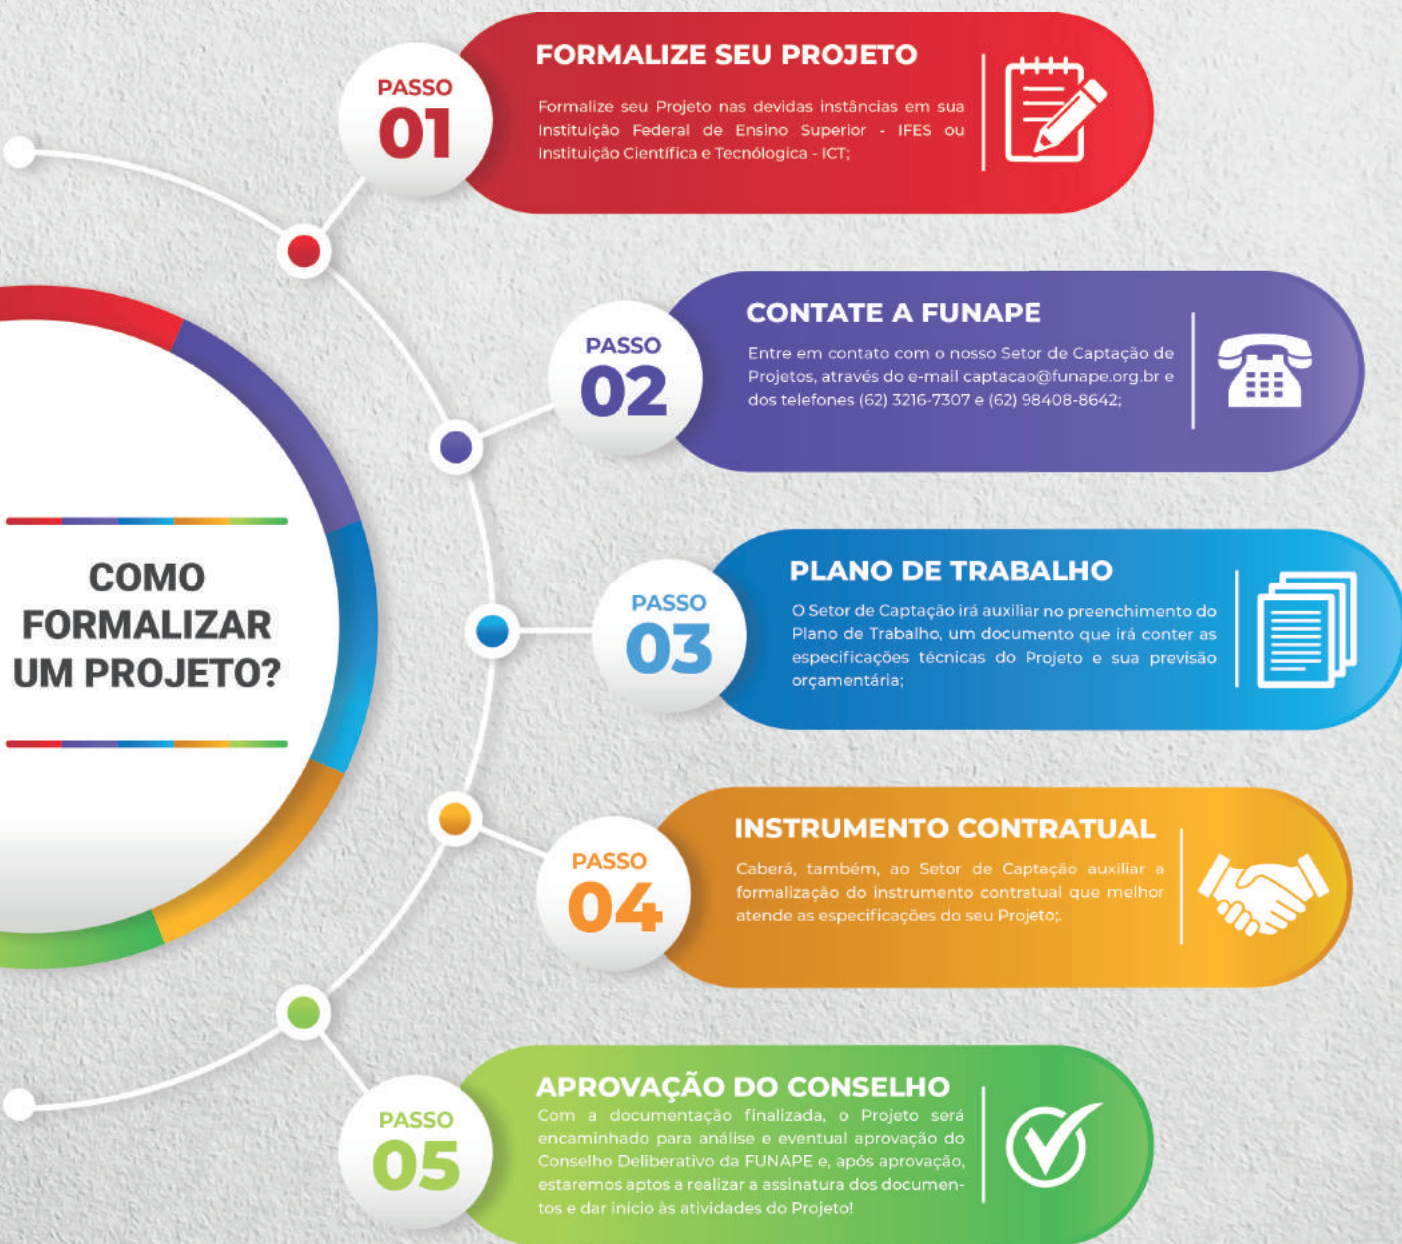 COMO
FORMALIZAR
UM PROJETO?
PASSO
01
FORMALIZE SEU PROJETO
Formalize seu Projeto nas devidas instâncias em sua
Instituição Federal de Ensino Superior - IFES ou
Instituição Científica e Tecnólogica - ICT;
PASSO
02
CONTATE A FUNAPE
Entre em contato com o nosso Setor de Captação de
Projetos, através do e-mail captacao@funape.org.br e
dos telefones (62) 3216-7307 e (62) 98408-8642;
PASSO
03
PLANO DE TRABALHO
O Setor de Captação irá auxiliar no preenchimento do
Plano de Trabalho, um documento que irá conter as
especificações técnicas do Projeto e sua previsão
orçamentária;
PASSO
04
INSTRUMENTO CONTRATUAL
Caberá, também, ao Setor de Captação auxiliar a
formalização do instrumento contratual que melhor
atende as especificações do seu Projeto;.
PASSO
05
APROVAÇÃO DO CONSELHO
Com a documentação finalizada, o Projeto será
encaminhado para análise e eventual aprovação do
Conselho Deliberativo da FUNAPE e, após aprovação,
estaremos aptos a realizar a assinatura dos documen-
tos e dar início às atividades do Projeto!